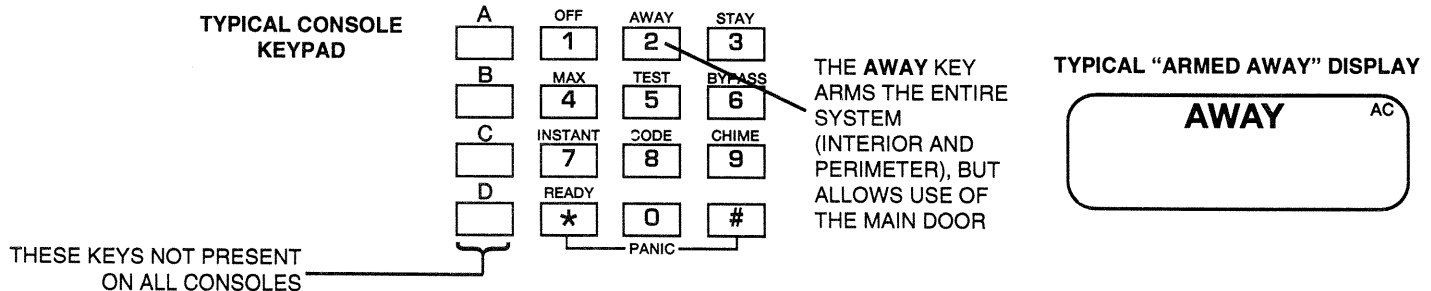 TYPICAL CONSOLE
KEYPAD
A
OFF
AWAY
STAY
1
2
3
B
MAX
TEST
BYPASS
4
5
6
C
INSTANT
CODE
CHIME
7
8
9
D
READY
*
0
#
PANIC
THESE KEYS NOT PRESENT
ON ALL CONSOLES
THE AWAY KEY
ARMS THE ENTIRE
SYSTEM
(INTERIOR AND
PERIMETER), BUT
ALLOWS USE OF
THE MAIN DOOR
TYPICAL “ARMED AWAY” DISPLAY
AWAY
AC